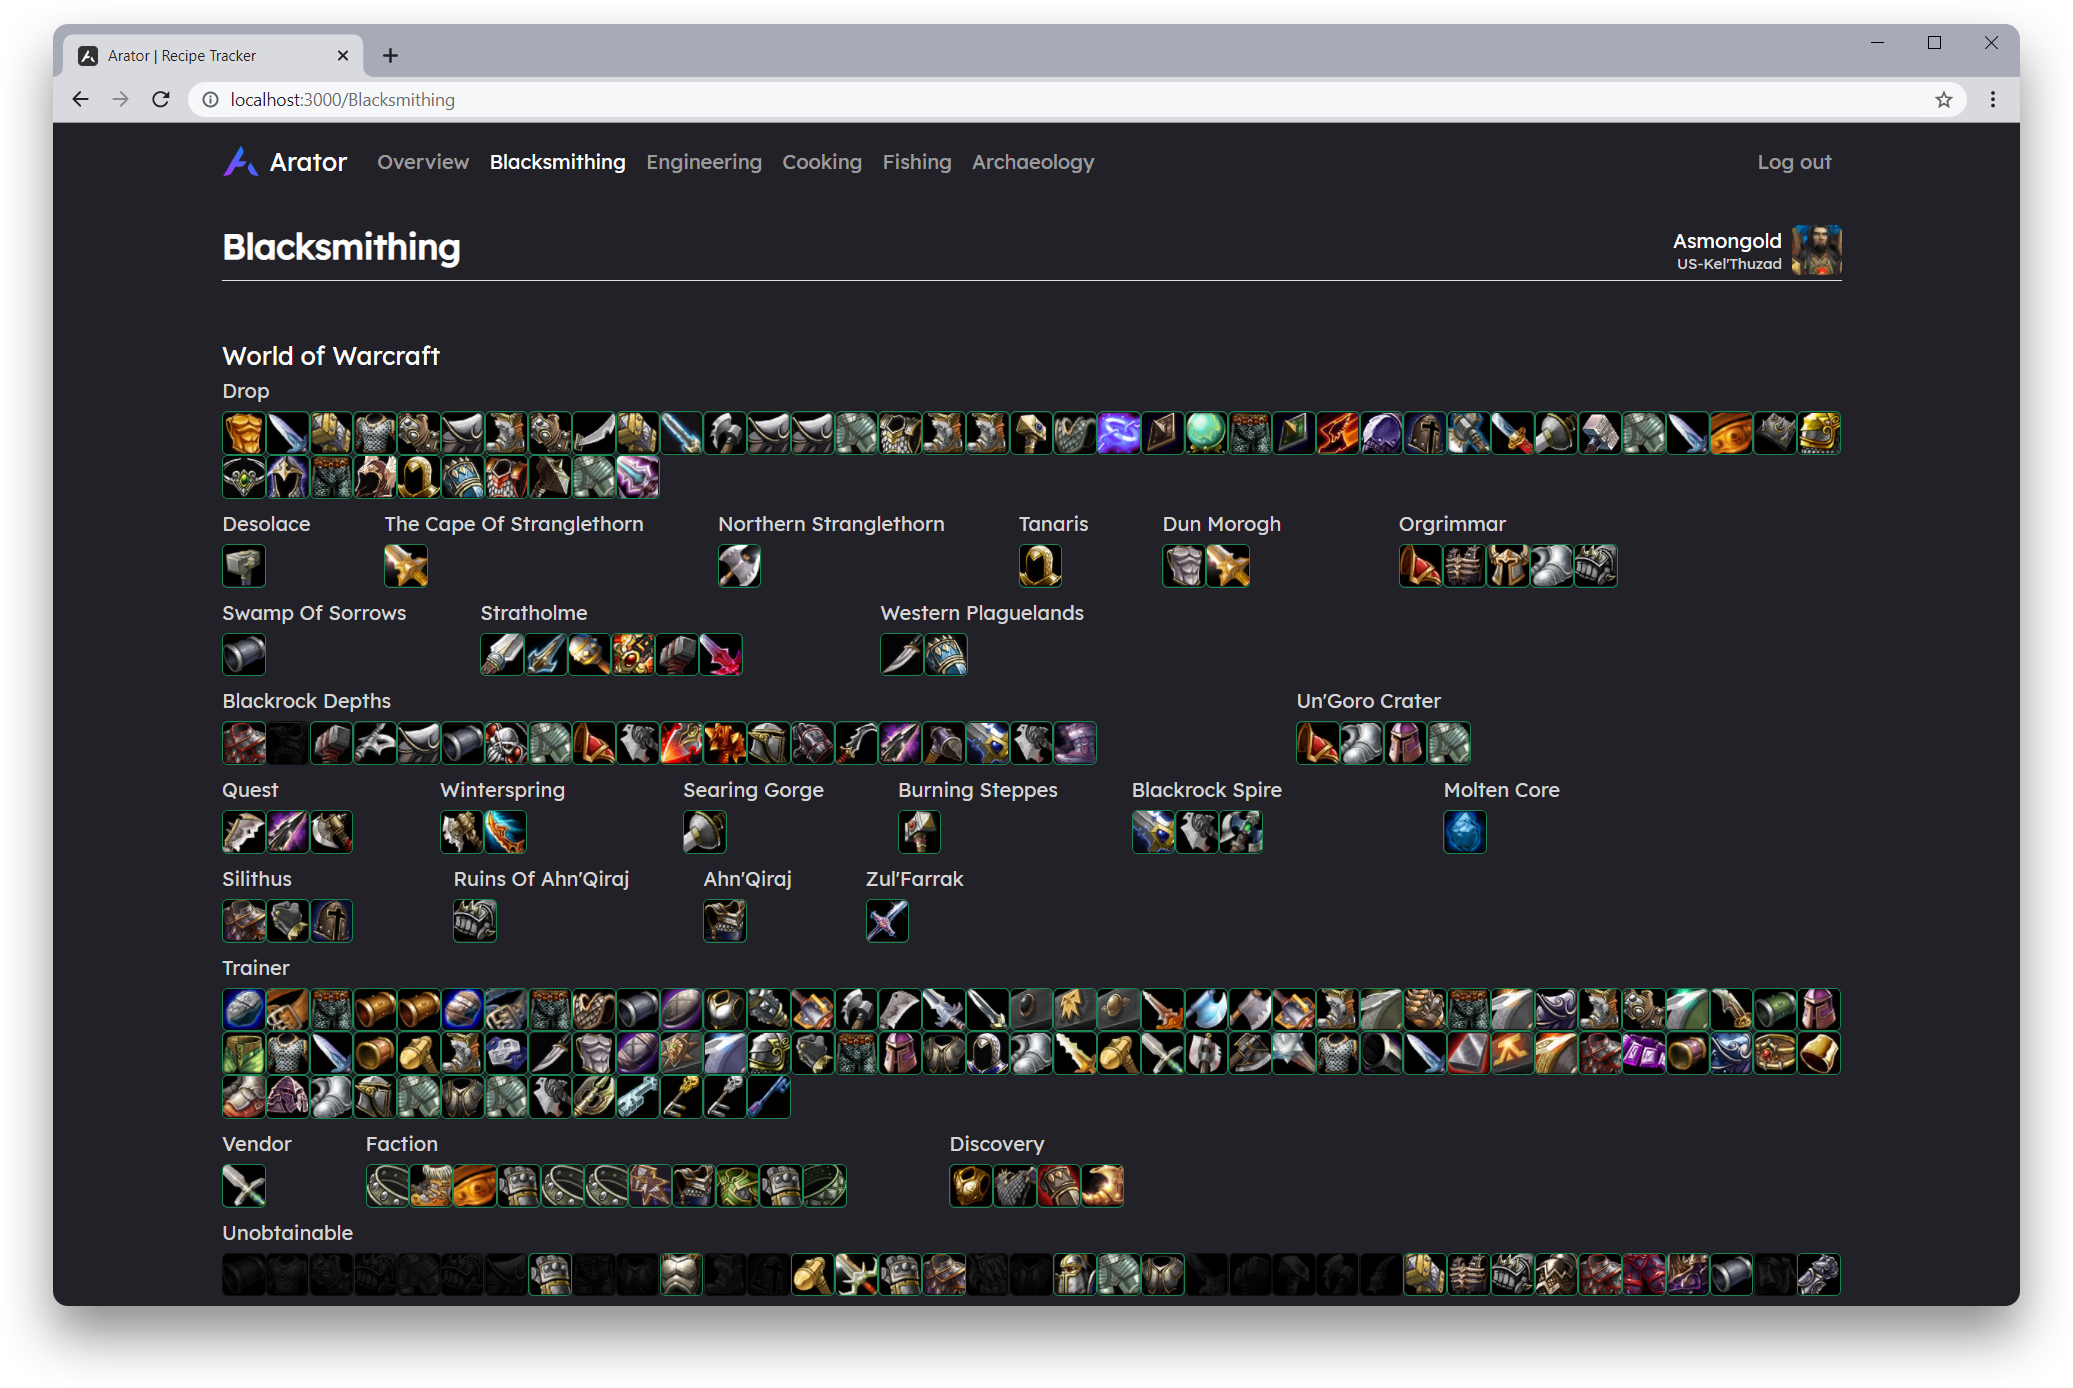 Arator | Recipe Tracker
localhost:3000/Blacksmithing
Arator Overview Blacksmithing Engineering Cooking Fishing Archaeology Log out
Blacksmithing
Asmongold
US-Kel'Thuzad
World of Warcraft
Drop
Desolace The Cape Of Stranglethorn Northern Stranglethorn Tanaris Dun Morogh Orgrimmar
Swamp Of Sorrows Stratholme Western Plaguelands
Blackrock Depths Un'Goro Crater
Quest Winterspring Searing Gorge Burning Steppes Blackrock Spire Molten Core
Silithus Ruins Of Ahn'Qiraj Ahn'Qiraj Zul'Farrak
Trainer
Vendor Faction Discovery
Unobtainable